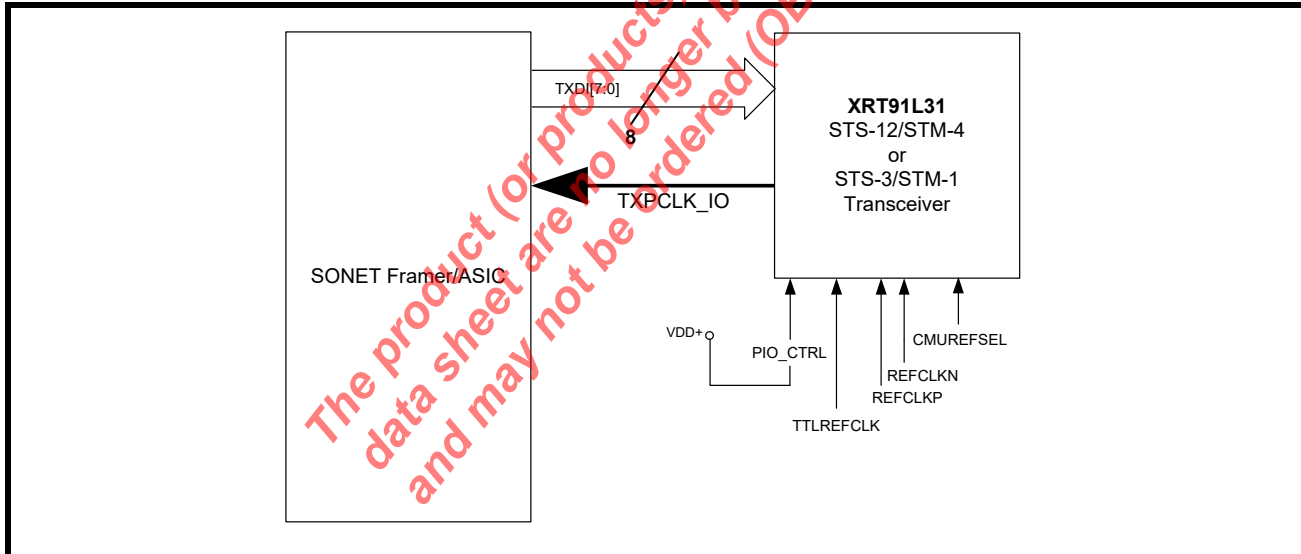 TXDI[7:0]
8
TXPCLK_IO
SONET Framer/ASIC
XRT91L31
STS-12/STM-4
or
STS-3/STM-1
Transceiver
VDD+
PIO_CTRL
CMUREFSEL
REFCLKN
REFCLKP
TTLREFCLK
The product (or products)
data sheet are no longer b
and may not be ordered (OB